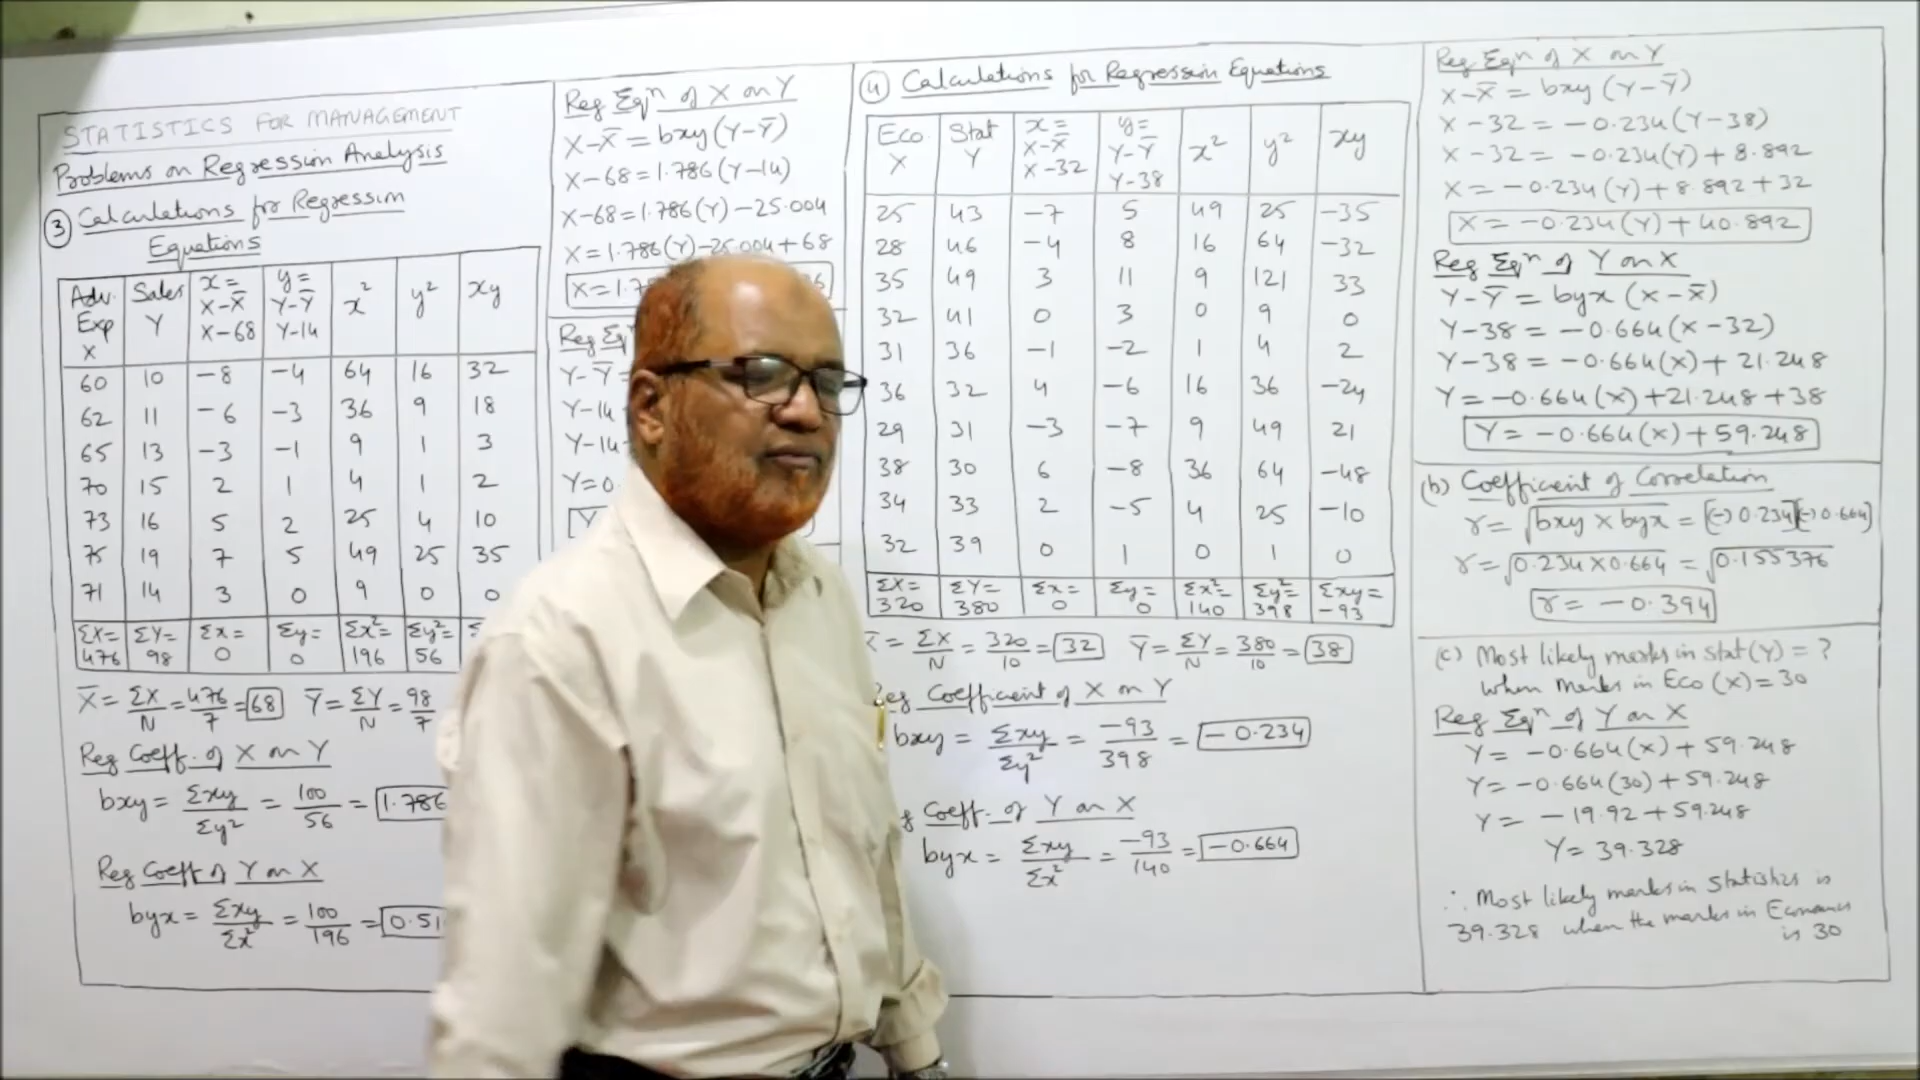 STATISTICS FOR MANAGEMENT
Problems on Regression Analysis
③ Calculations for Regression
Equations
Adv. Exp X | Sales Y | x = X-X̄ X-68 | y = Y-Ȳ Y-14 | x² | y² | xy
60 | 10 | -8 | -4 | 64 | 16 | 32
62 | 11 | -6 | -3 | 36 | 9 | 18
65 | 13 | -3 | -1 | 9 | 1 | 3
70 | 15 | 2 | 1 | 4 | 1 | 2
73 | 16 | 5 | 2 | 25 | 4 | 10
75 | 19 | 7 | 5 | 49 | 25 | 35
71 | 14 | 3 | 0 | 9 | 0 | 0
ΣX= 476 | ΣY= 98 | Σx= 0 | Σy= 0 | Σx²= 196 | Σy²= 56
X̄ = ΣX/N = 476/7 = 68 Ȳ = ΣY/N = 98/7
Reg Coeff. of X on Y
bxy = Σxy/Σy² = 100/56 = 1.786
Reg Coeff of Y on X
byx = Σxy/Σx² = 100/196 = 0.51
Reg Eqⁿ of X on Y
X-X̄ = bxy (Y-Ȳ)
X-68 = 1.786 (Y-14)
X-68 = 1.786(Y) - 25.004
X = 1.786(Y) - 25.004 + 68
X = 1.7
Reg Eq
Y-Ȳ =
Y-14
Y-14
Y=0.
Y
④ Calculations for Regression Equations
Eco. X | Stat Y | x = X-X̄ X-32 | y = Y-Ȳ Y-38 | x² | y² | xy
25 | 43 | -7 | 5 | 49 | 25 | -35
28 | 46 | -4 | 8 | 16 | 64 | -32
35 | 49 | 3 | 11 | 9 | 121 | 33
32 | 41 | 0 | 3 | 0 | 9 | 0
31 | 36 | -1 | -2 | 1 | 4 | 2
36 | 32 | 4 | -6 | 16 | 36 | -24
29 | 31 | -3 | -7 | 9 | 49 | 21
38 | 30 | 6 | -8 | 36 | 64 | -48
34 | 33 | 2 | -5 | 4 | 25 | -10
32 | 39 | 0 | 1 | 0 | 1 | 0
ΣX= 320 | ΣY= 380 | Σx= 0 | Σy= 0 | Σx²= 140 | Σy²= 398 | Σxy= -93
= ΣX/N = 320/10 = 32 Ȳ = ΣY/N = 380/10 = 38
Reg Coefficient of X on Y
bxy = Σxy/Σy² = -93/398 = -0.234
Coeff. of Y on X
byx = Σxy/Σx² = -93/140 = -0.664
Reg Eqⁿ of X on Y
X-X̄ = bxy (Y-Ȳ)
X-32 = -0.234(Y-38)
X-32 = -0.234(Y) + 8.892
X = -0.234(Y) + 8.892 + 32
X = -0.234(Y) + 40.892
Reg Eqⁿ of Y on X
Y-Ȳ = byx (X-X̄)
Y-38 = -0.664(X-32)
Y-38 = -0.664(X) + 21.248
Y = -0.664(X) + 21.248 + 38
Y = -0.664(X) + 59.248
(b) Coefficient of Correlation
r = √bxy × byx = [(-) 0.234][(-) 0.664]
r = √0.234 × 0.664 = √0.155376
r = -0.394
(c) Most likely marks in Stat (Y) = ?
when marks in Eco (X) = 30
Reg Eqⁿ of Y on X
Y = -0.664(X) + 59.248
Y = -0.664(30) + 59.248
Y = -19.92 + 59.248
Y = 39.328
∴ Most likely marks in Statistics is
39.328 when the marks in Economics
is 30